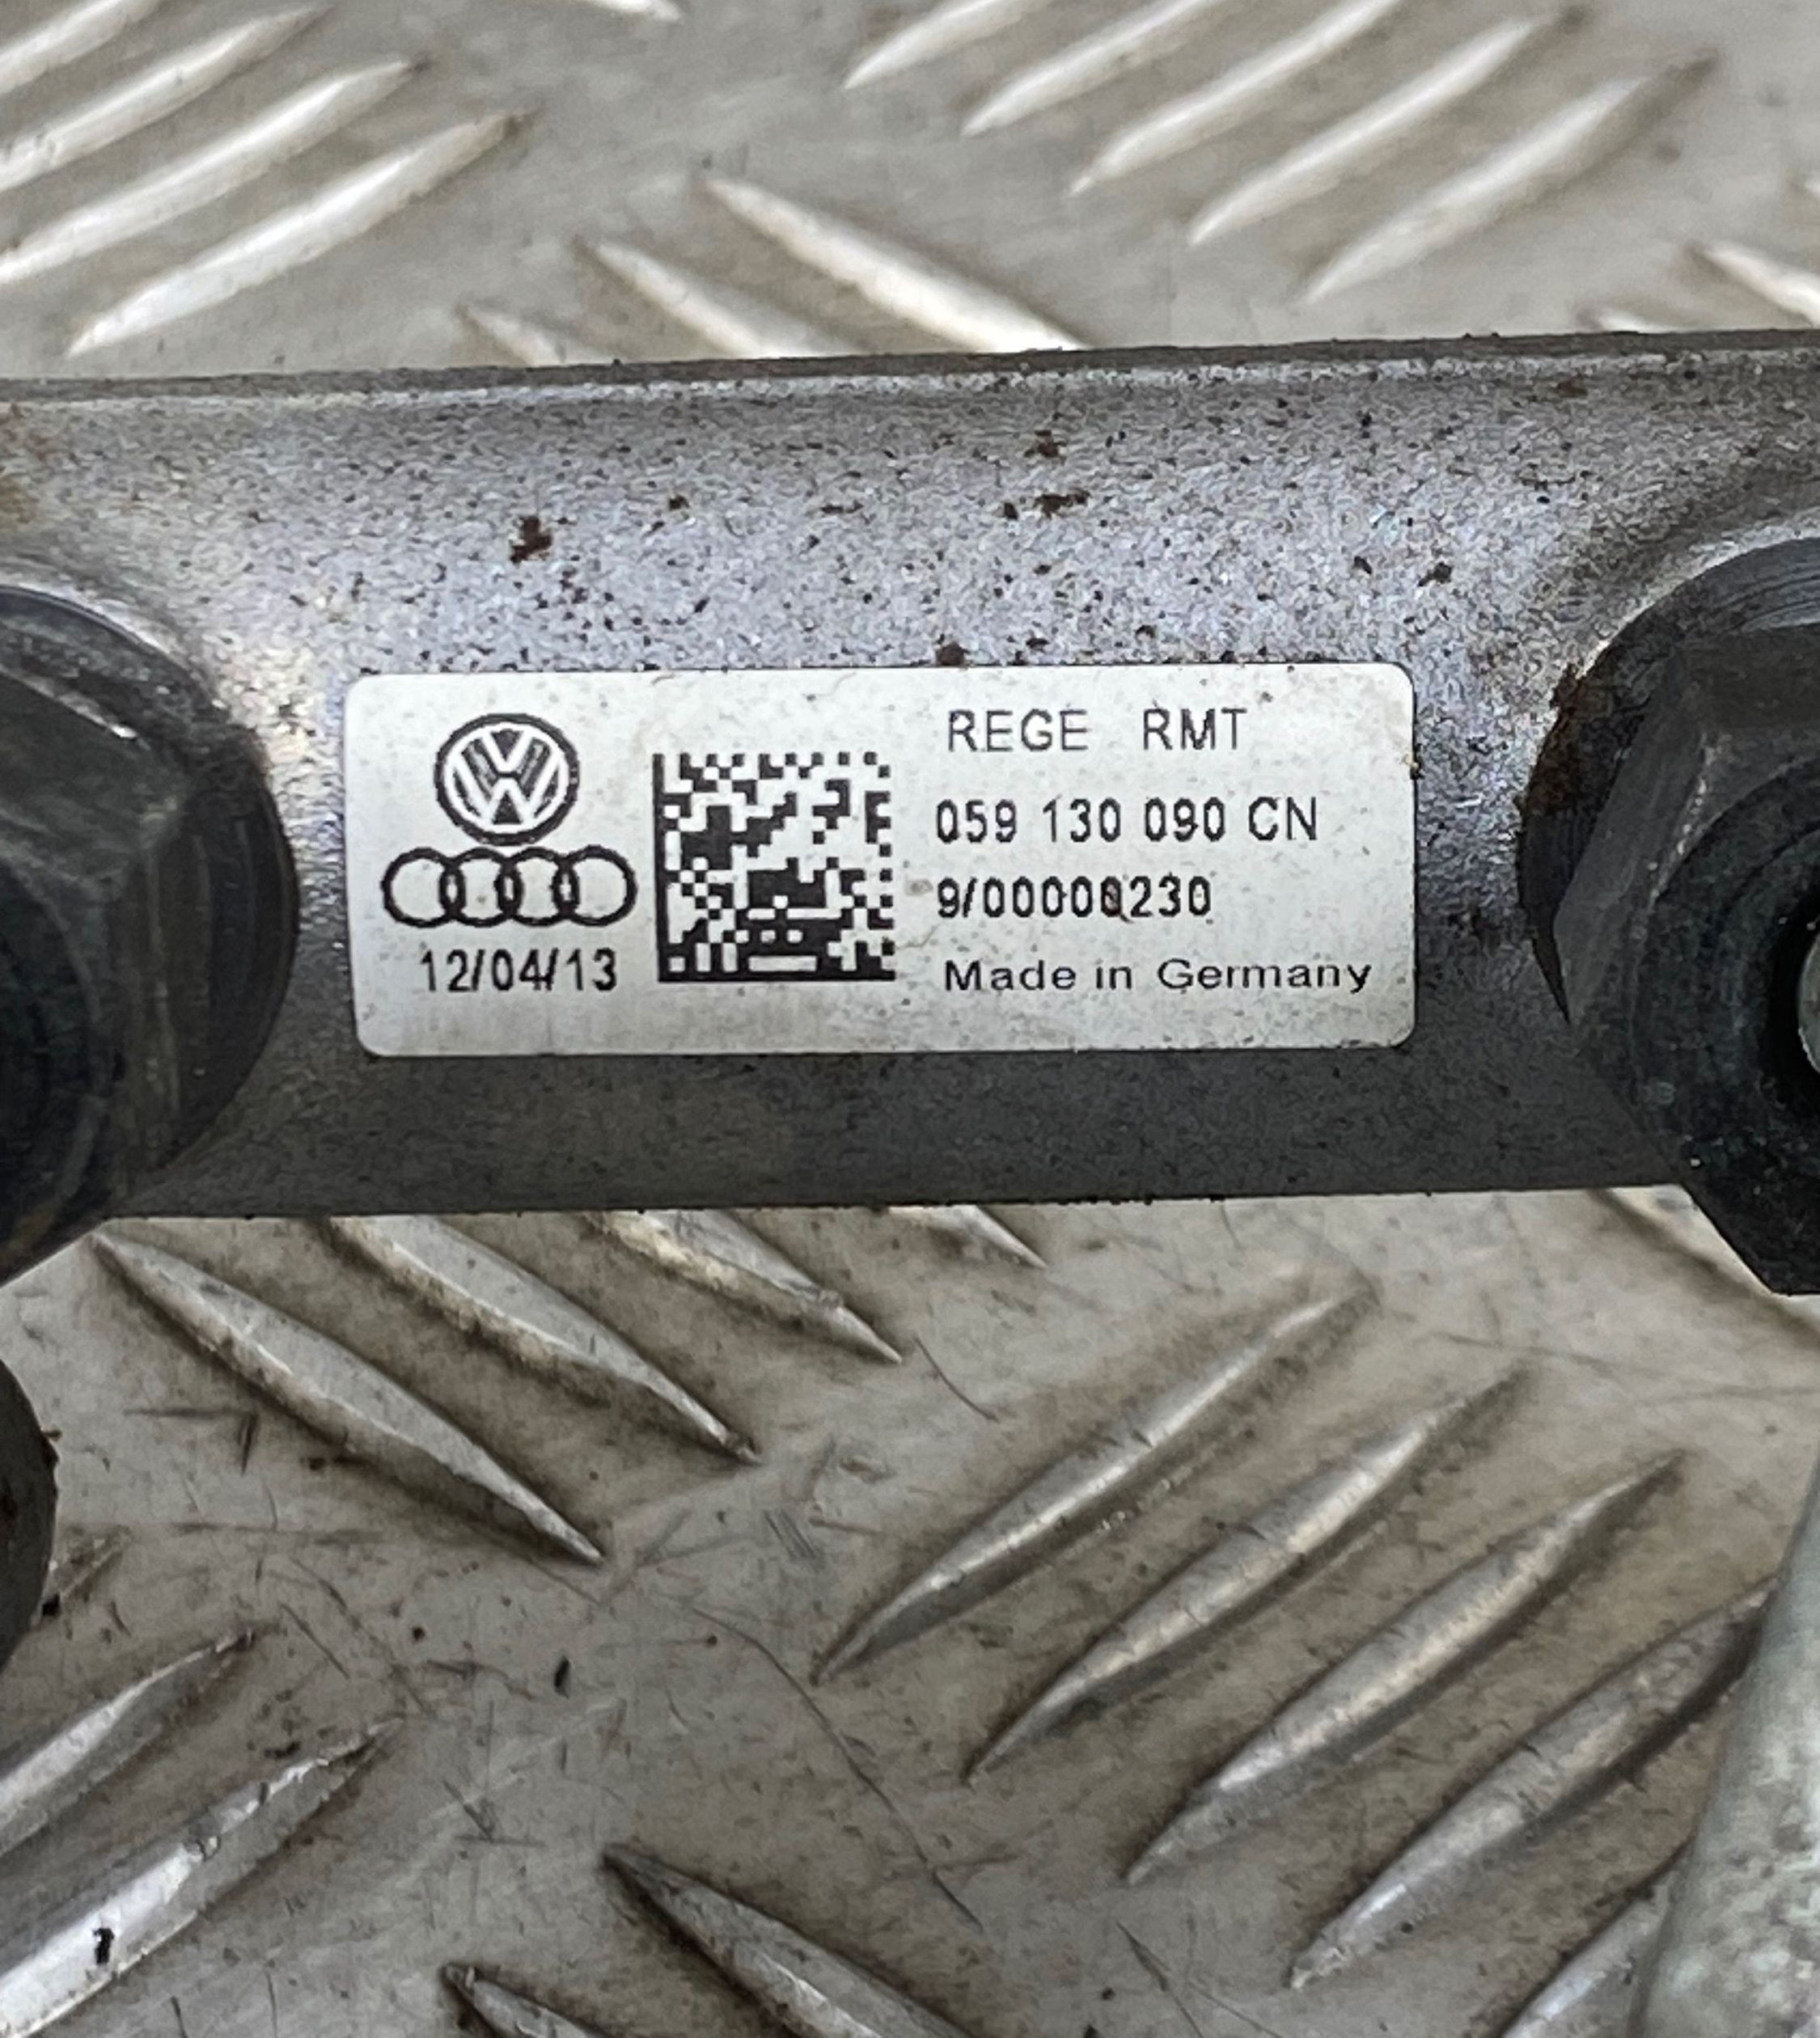 REGE RMT
059 130 090 CN
9/00000230
12/04/13
Made in Germany